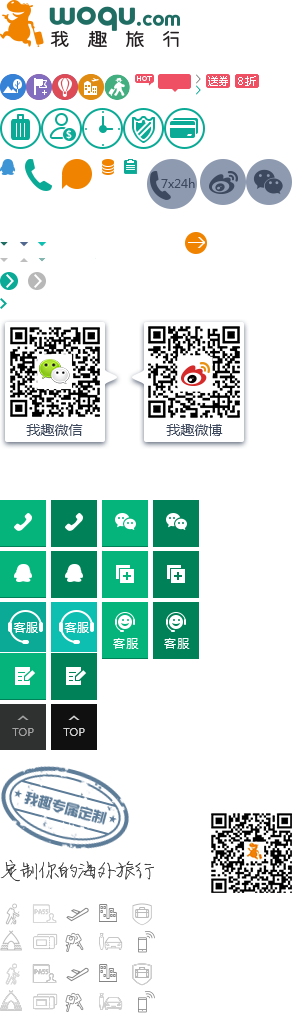 woqu.com
我趣旅行
HOT 送券 8折
7x24h
我趣微信 我趣微博
客服 客服 客服 客服
TOP TOP
我趣专属定制
定制你的海外旅行
PASS
PASS